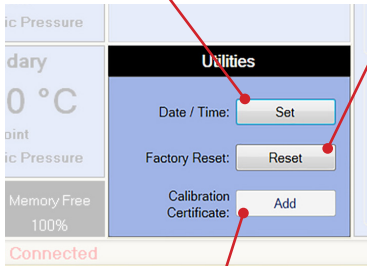 ic Pressure
dary
0 °C
oint
ic Pressure
Memory Free
100%
Connected
Utilities
Date / Time: Set
Factory Reset: Reset
Calibration
Certificate: Add